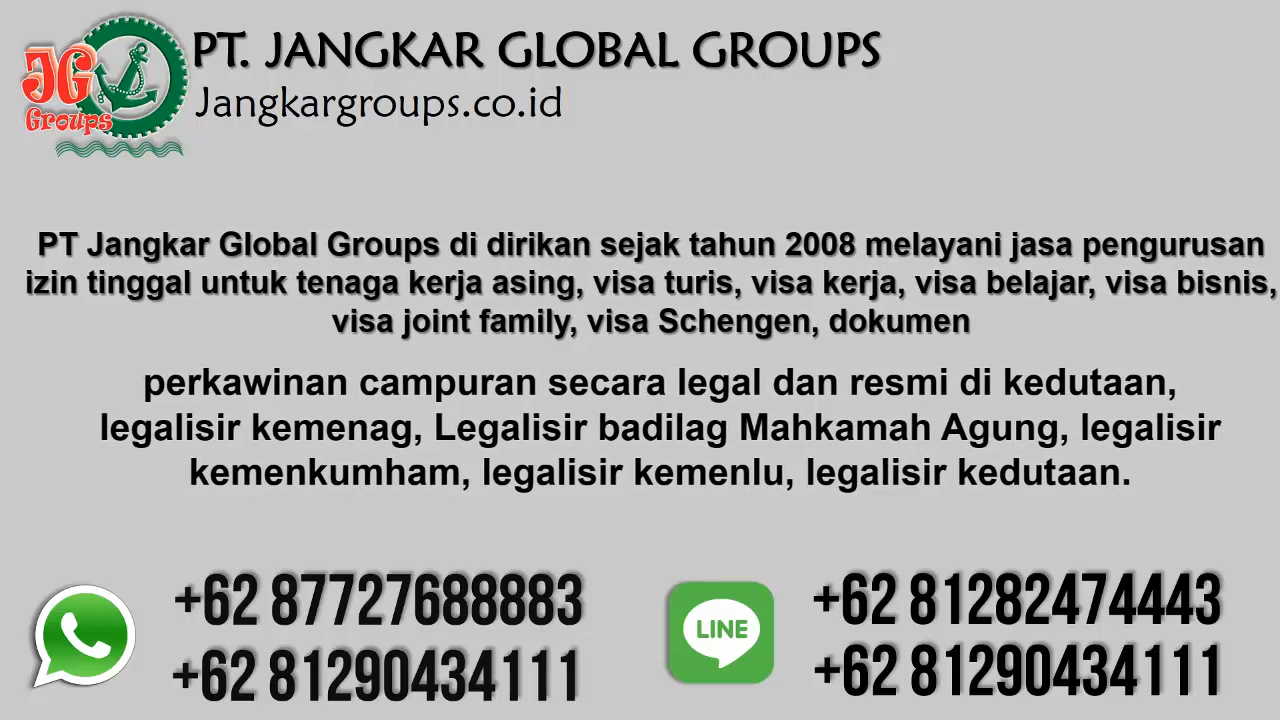 JG
Groups
PT. JANGKAR GLOBAL GROUPS
Jangkargroups.co.id
PT Jangkar Global Groups di dirikan sejak tahun 2008 melayani jasa pengurusan
izin tinggal untuk tenaga kerja asing, visa turis, visa kerja, visa belajar, visa bisnis,
visa joint family, visa Schengen, dokumen
perkawinan campuran secara legal dan resmi di kedutaan,
legalisir kemenag, Legalisir badilag Mahkamah Agung, legalisir
kemenkumham, legalisir kemenlu, legalisir kedutaan.
+62 87727688883
+62 81290434111
LINE
+62 81282474443
+62 81290434111